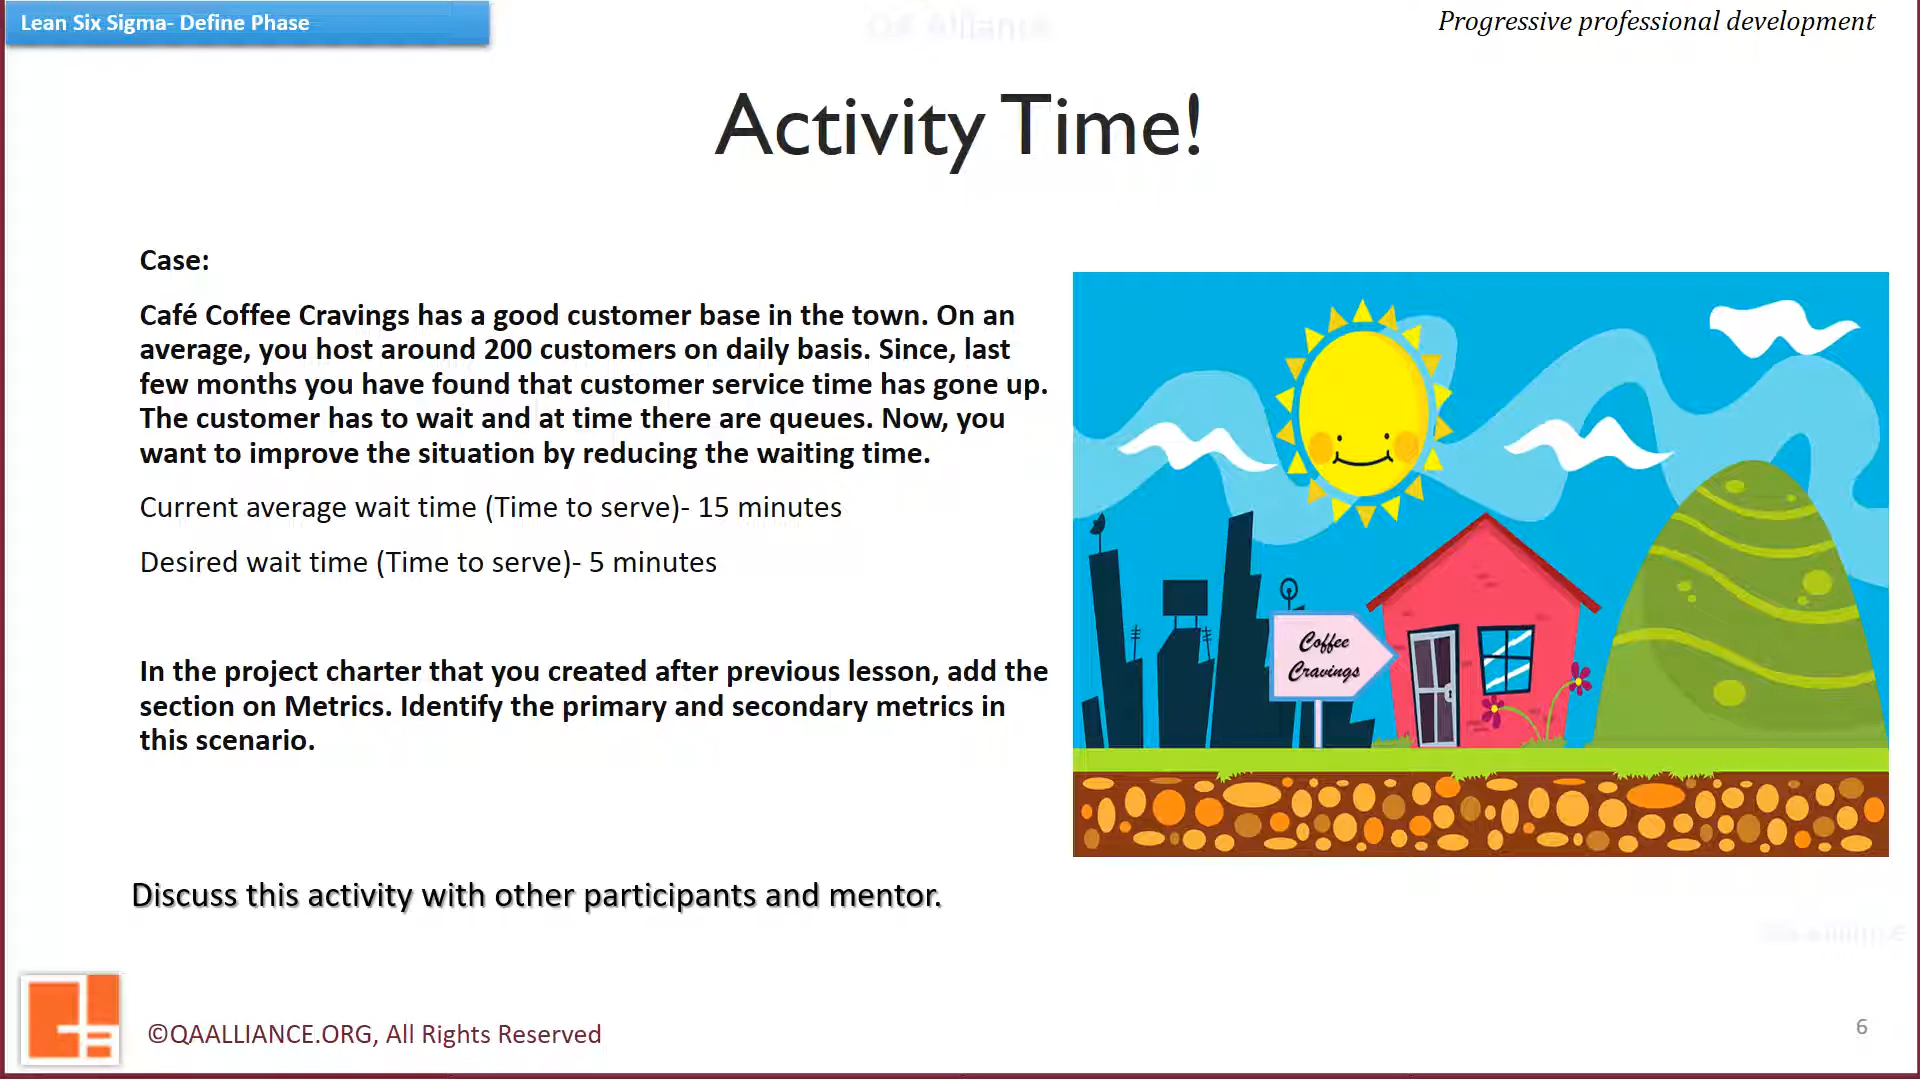 Lean Six Sigma- Define Phase
Progressive professional development
Activity Time!
Case:
Café Coffee Cravings has a good customer base in the town. On an
average, you host around 200 customers on daily basis. Since, last
few months you have found that customer service time has gone up.
The customer has to wait and at time there are queues. Now, you
want to improve the situation by reducing the waiting time.
Current average wait time (Time to serve)- 15 minutes
Desired wait time (Time to serve)- 5 minutes
In the project charter that you created after previous lesson, add the
section on Metrics. Identify the primary and secondary metrics in
this scenario.
Coffee
Cravings
Discuss this activity with other participants and mentor.
©QAALLIANCE.ORG, All Rights Reserved
6